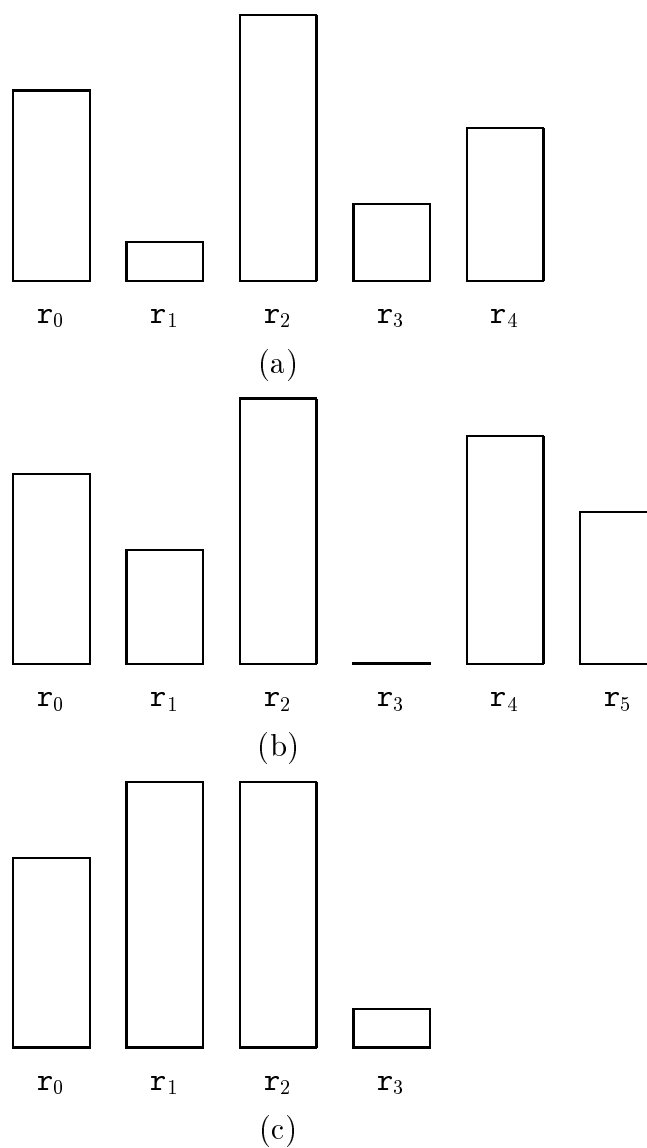 r₀ r₁ r₂ r₃ r₄
(a)
r₀ r₁ r₂ r₃ r₄ r₅
(b)
r₀ r₁ r₂ r₃
(c)